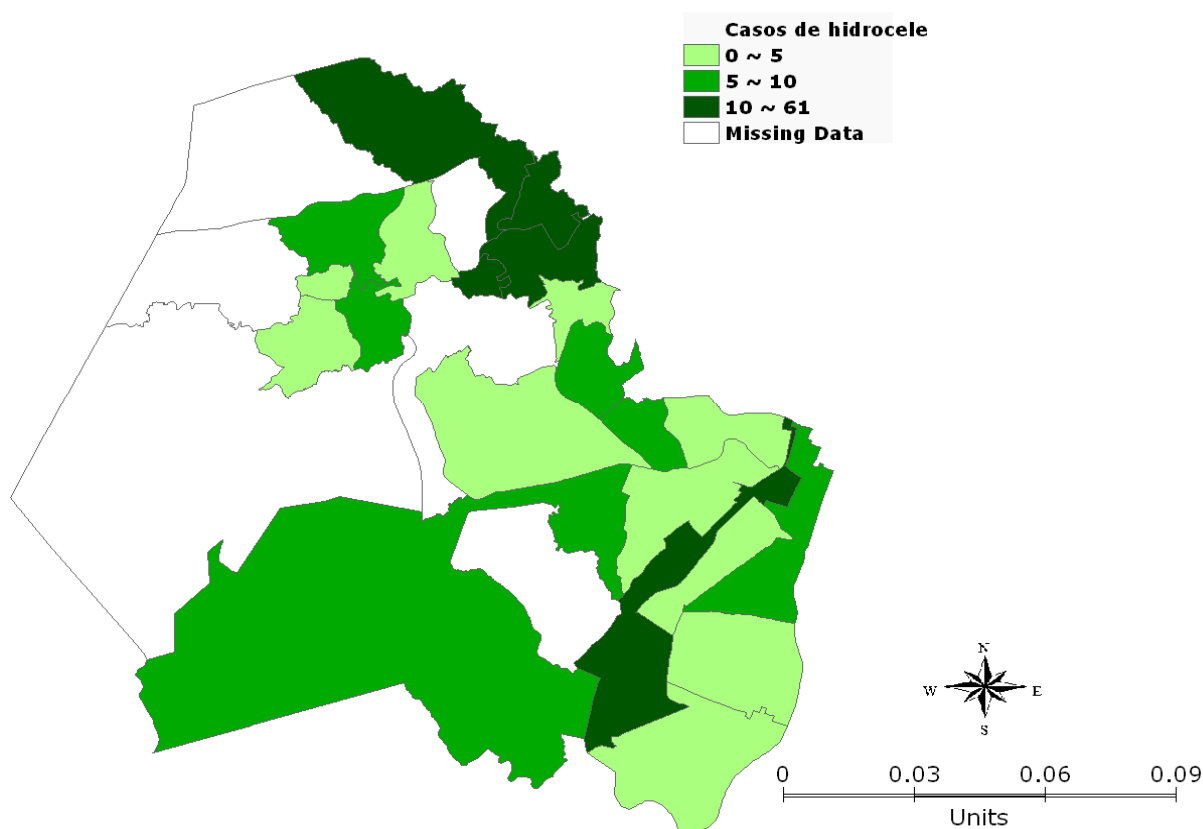 Casos de hidrocele
0 ~ 5
5 ~ 10
10 ~ 61
Missing Data
N
W E
S
0 0.03 0.06 0.09
Units